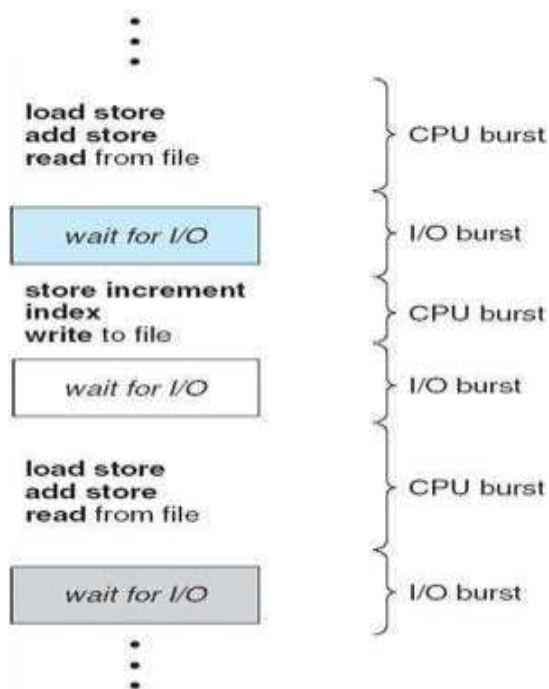 load store
add store
read from file
CPU burst
wait for I/O
I/O burst
store increment
index
write to file
CPU burst
wait for I/O
I/O burst
load store
add store
read from file
CPU burst
wait for I/O
I/O burst